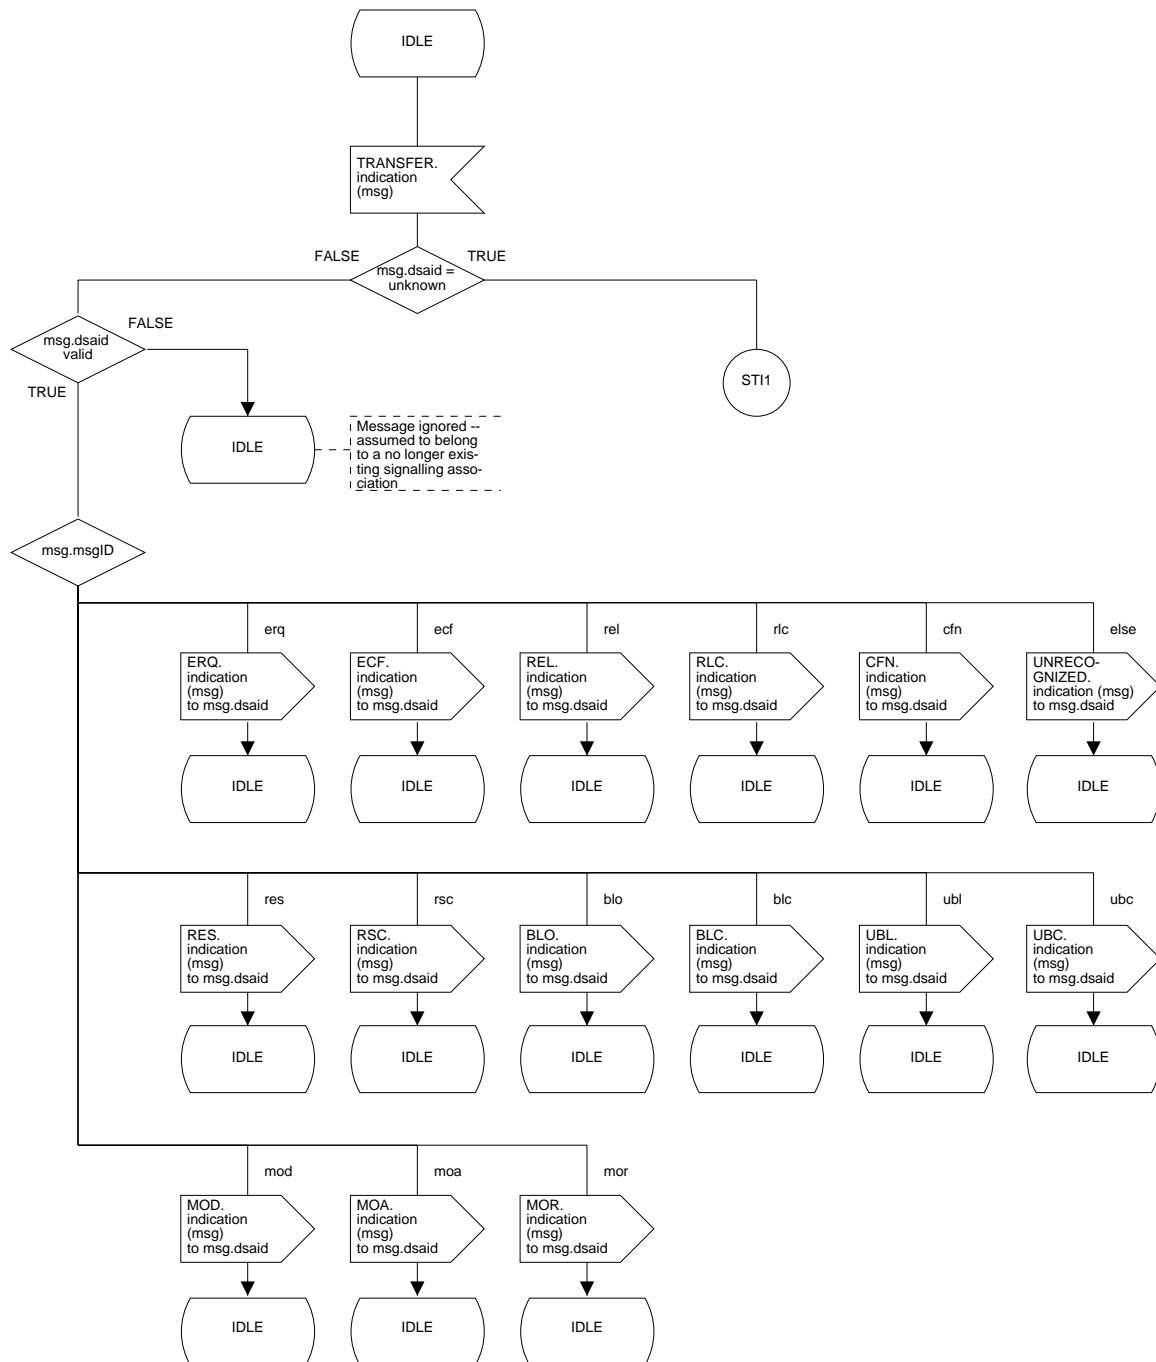 IDLE
TRANSFER.
indication
(msg)
FALSE
TRUE
msg.dsaid =
unknown
msg.dsaid
valid
FALSE
TRUE
STI1
IDLE
Message ignored --
assumed to belong
to a no longer exis-
ting signalling asso-
ciation
msg.msgID
erq
ecf
rel
rlc
cfn
else
ERQ.
indication
(msg)
to msg.dsaid
ECF.
indication
(msg)
to msg.dsaid
REL.
indication
(msg)
to msg.dsaid
RLC.
indication
(msg)
to msg.dsaid
CFN.
indication
(msg)
to msg.dsaid
UNRECO-
GNIZED.
indication (msg)
to msg.dsaid
IDLE
IDLE
IDLE
IDLE
IDLE
IDLE
res
rsc
blo
blc
ubl
ubc
RES.
indication
(msg)
to msg.dsaid
RSC.
indication
(msg)
to msg.dsaid
BLO.
indication
(msg)
to msg.dsaid
BLC.
indication
(msg)
to msg.dsaid
UBL.
indication
(msg)
to msg.dsaid
UBC.
indication
(msg)
to msg.dsaid
IDLE
IDLE
IDLE
IDLE
IDLE
IDLE
mod
moa
mor
MOD.
indication
(msg)
to msg.dsaid
MOA.
indication
(msg)
to msg.dsaid
MOR.
indication
(msg)
to msg.dsaid
IDLE
IDLE
IDLE